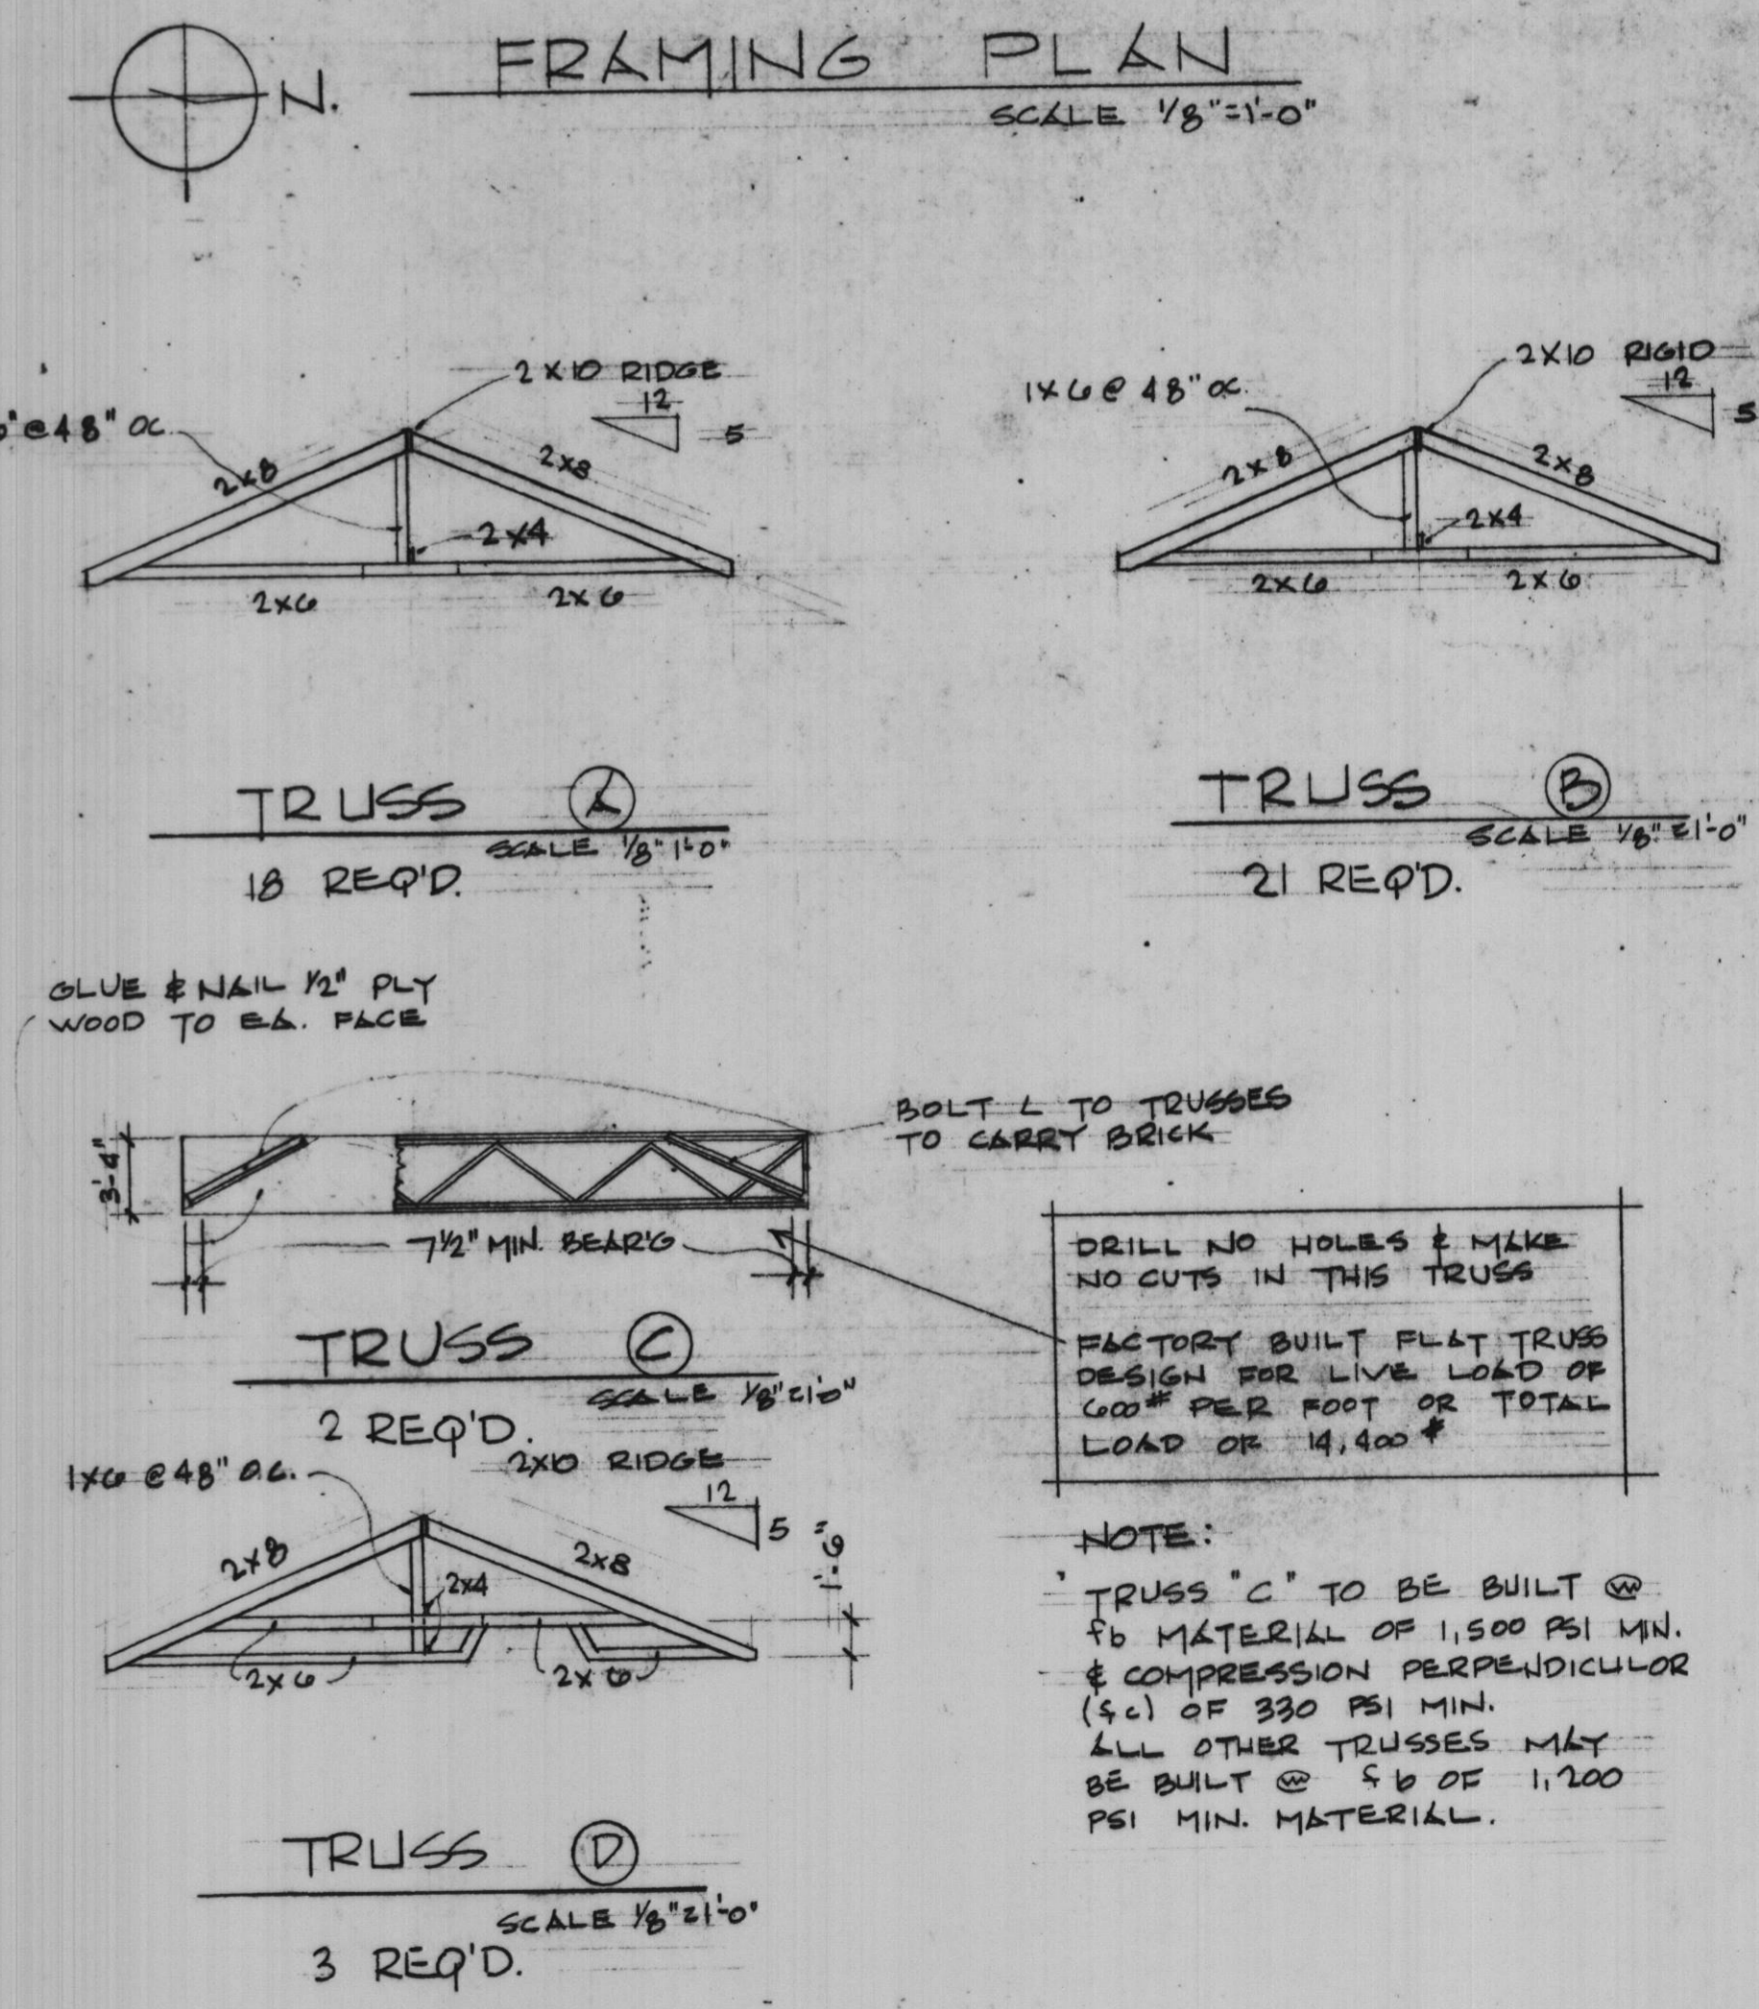 N.
FRAMING PLAN
SCALE 1/8"=1'-0"
"@48" OC.
2X10 RIDGE
12
5
2X8
2X8
2X4
2X6
2X6
TRUSS A
SCALE 1/8" 1'-0"
18 REQ'D.
1X6@48" OC.
2X10 RIGID
12
5
2X8
2X8
2X4
2X6
2X6
TRUSS B
SCALE 1/8"=1'-0"
21 REQ'D.
GLUE & NAIL 1/2" PLY
WOOD TO EA. FACE
3'-4"
BOLT L TO TRUSSES
TO CARRY BRICK
7 1/2" MIN. BEAR'G
TRUSS C
SCALE 1/8"=1'-0"
2 REQ'D.
DRILL NO HOLES & MAKE
NO CUTS IN THIS TRUSS
FACTORY BUILT FLAT TRUSS
DESIGN FOR LIVE LOAD OF
600# PER FOOT OR TOTAL
LOAD OF 14,400#
1X6 @48" O.C.
2X10 RIDGE
12
5
1'-6"
2X8
2X8
2X4
2X6
2X6
TRUSS D
SCALE 1/8"=1'-0"
3 REQ'D.
NOTE:
TRUSS "C" TO BE BUILT @
fb MATERIAL OF 1,500 PSI MIN.
& COMPRESSION PERPENDICULOR
(fc) OF 330 PSI MIN.
ALL OTHER TRUSSES MAY
BE BUILT @ fb OF 1,200
PSI MIN. MATERIAL.